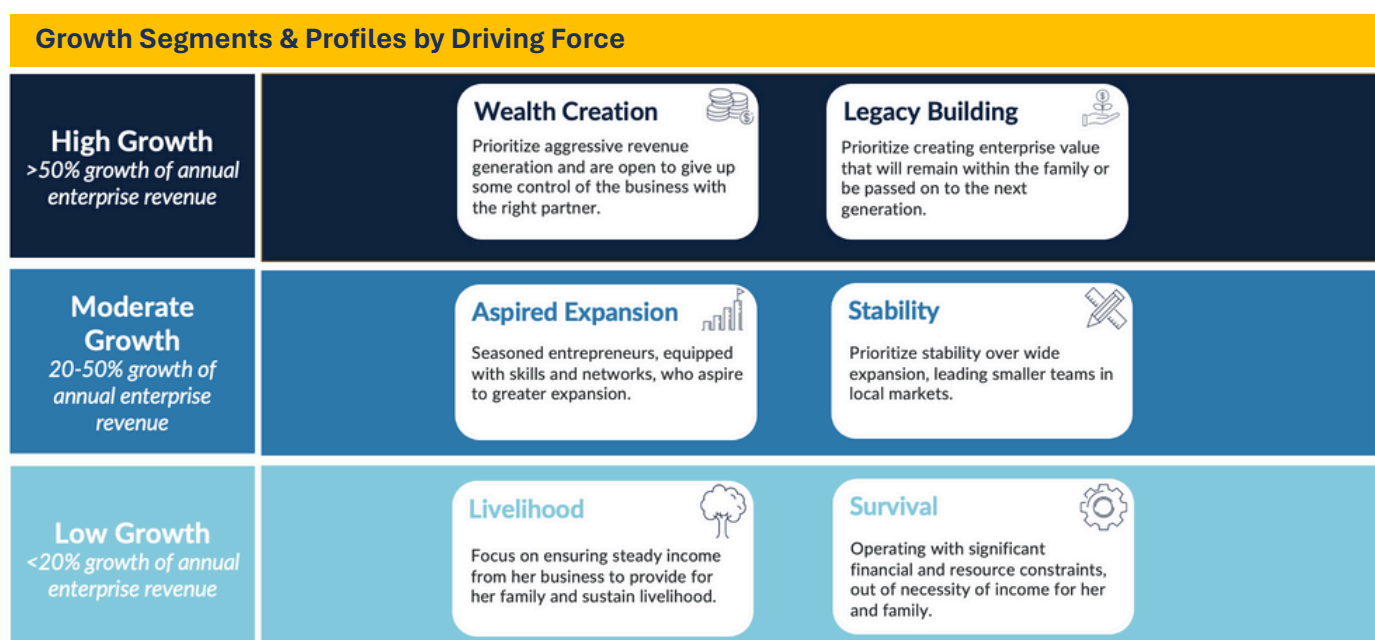 Growth Segments & Profiles by Driving Force
High Growth
>50% growth of annual
enterprise revenue
Wealth Creation
Prioritize aggressive revenue
generation and are open to give up
some control of the business with
the right partner.
Legacy Building
Prioritize creating enterprise value
that will remain within the family or
be passed on to the next
generation.
Moderate
Growth
20-50% growth of
annual enterprise
revenue
Aspired Expansion
Seasoned entrepreneurs, equipped
with skills and networks, who aspire
to greater expansion.
Stability
Prioritize stability over wide
expansion, leading smaller teams in
local markets.
Low Growth
<20% growth of annual
enterprise revenue
Livelihood
Focus on ensuring steady income
from her business to provide for
her family and sustain livelihood.
Survival
Operating with significant
financial and resource constraints,
out of necessity of income for her
and family.